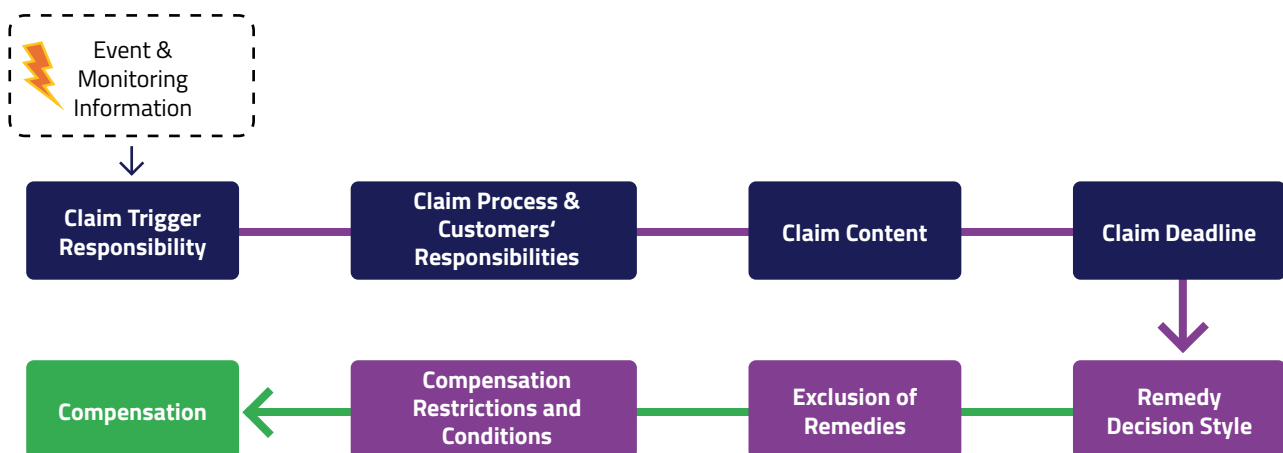 Event &
Monitoring
Information
Claim Trigger
Responsibility
Claim Process &
Customers‘
Responsibilities
Claim Content
Claim Deadline
Compensation
Compensation
Restrictions and
Conditions
Exclusion of
Remedies
Remedy
Decision Style